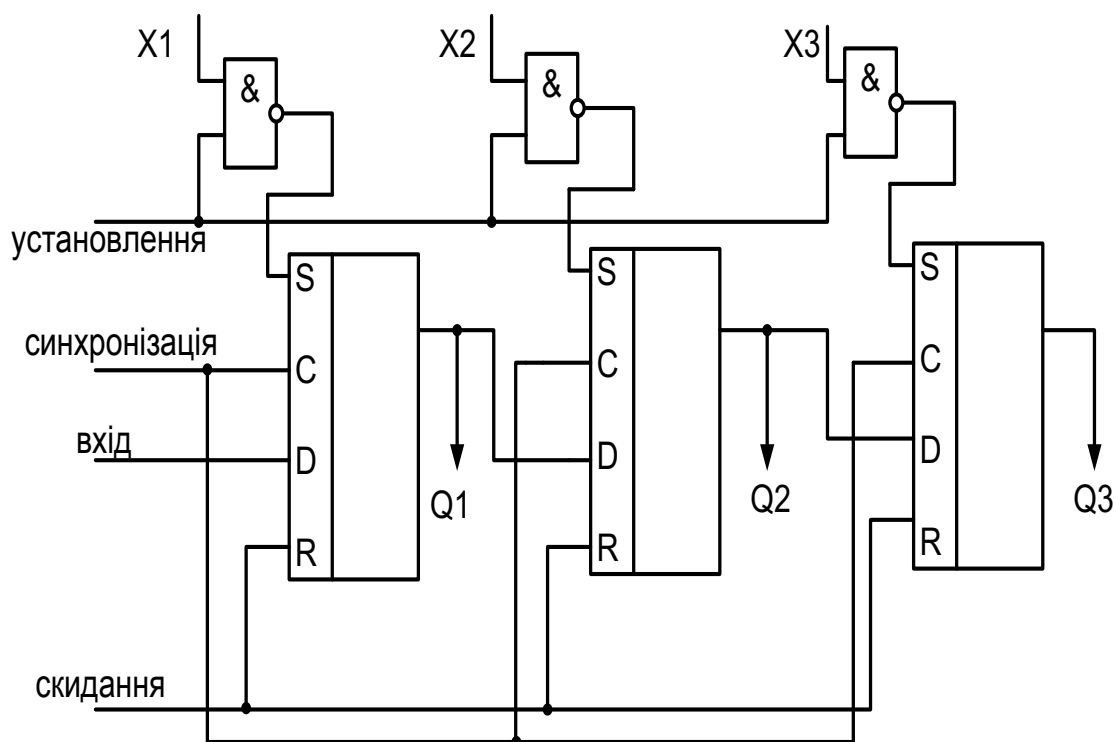 X1
X2
X3
&
&
&
установлення
S
S
S
синхронізація
C
C
C
вхід
D
D
D
Q1
Q2
Q3
R
R
R
скидання